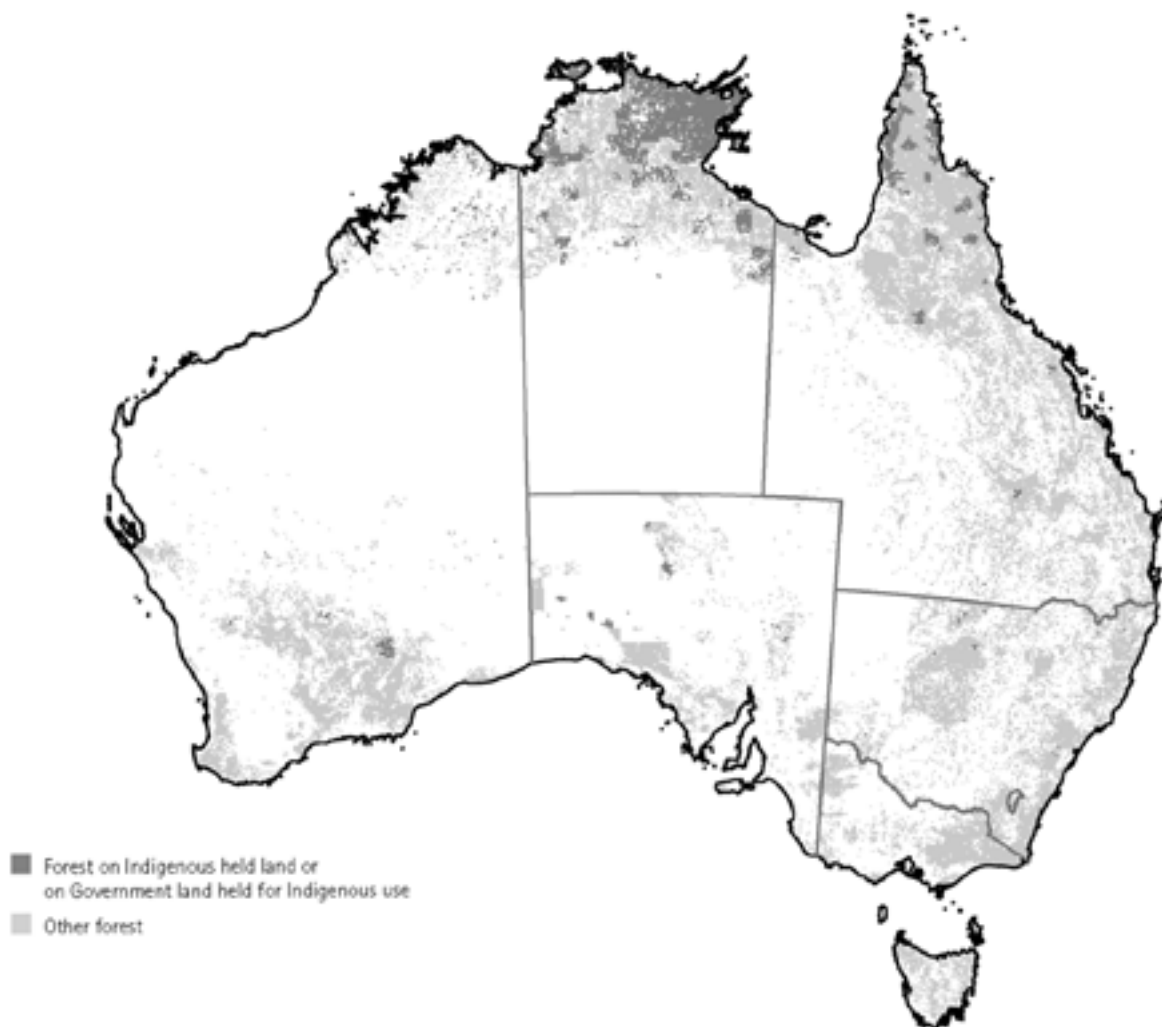 Forest on Indigenous held land or
on Government land held for Indigenous use
Other forest